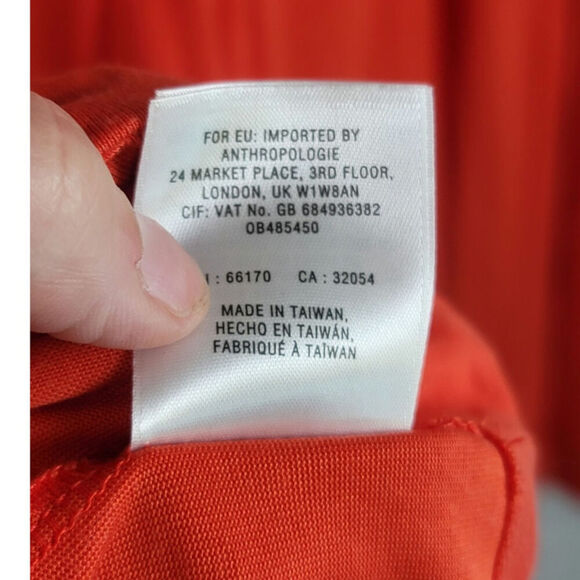 FOR EU: IMPORTED BY
ANTHROPOLOGIE
24 MARKET PLACE, 3RD FLOOR,
LONDON, UK W1W8AN
CIF: VAT No. GB 684936382
OB485450
: 66170 CA : 32054
MADE IN TAIWAN,
HECHO EN TAIWÁN,
FABRIQUÉ À TAÏWAN